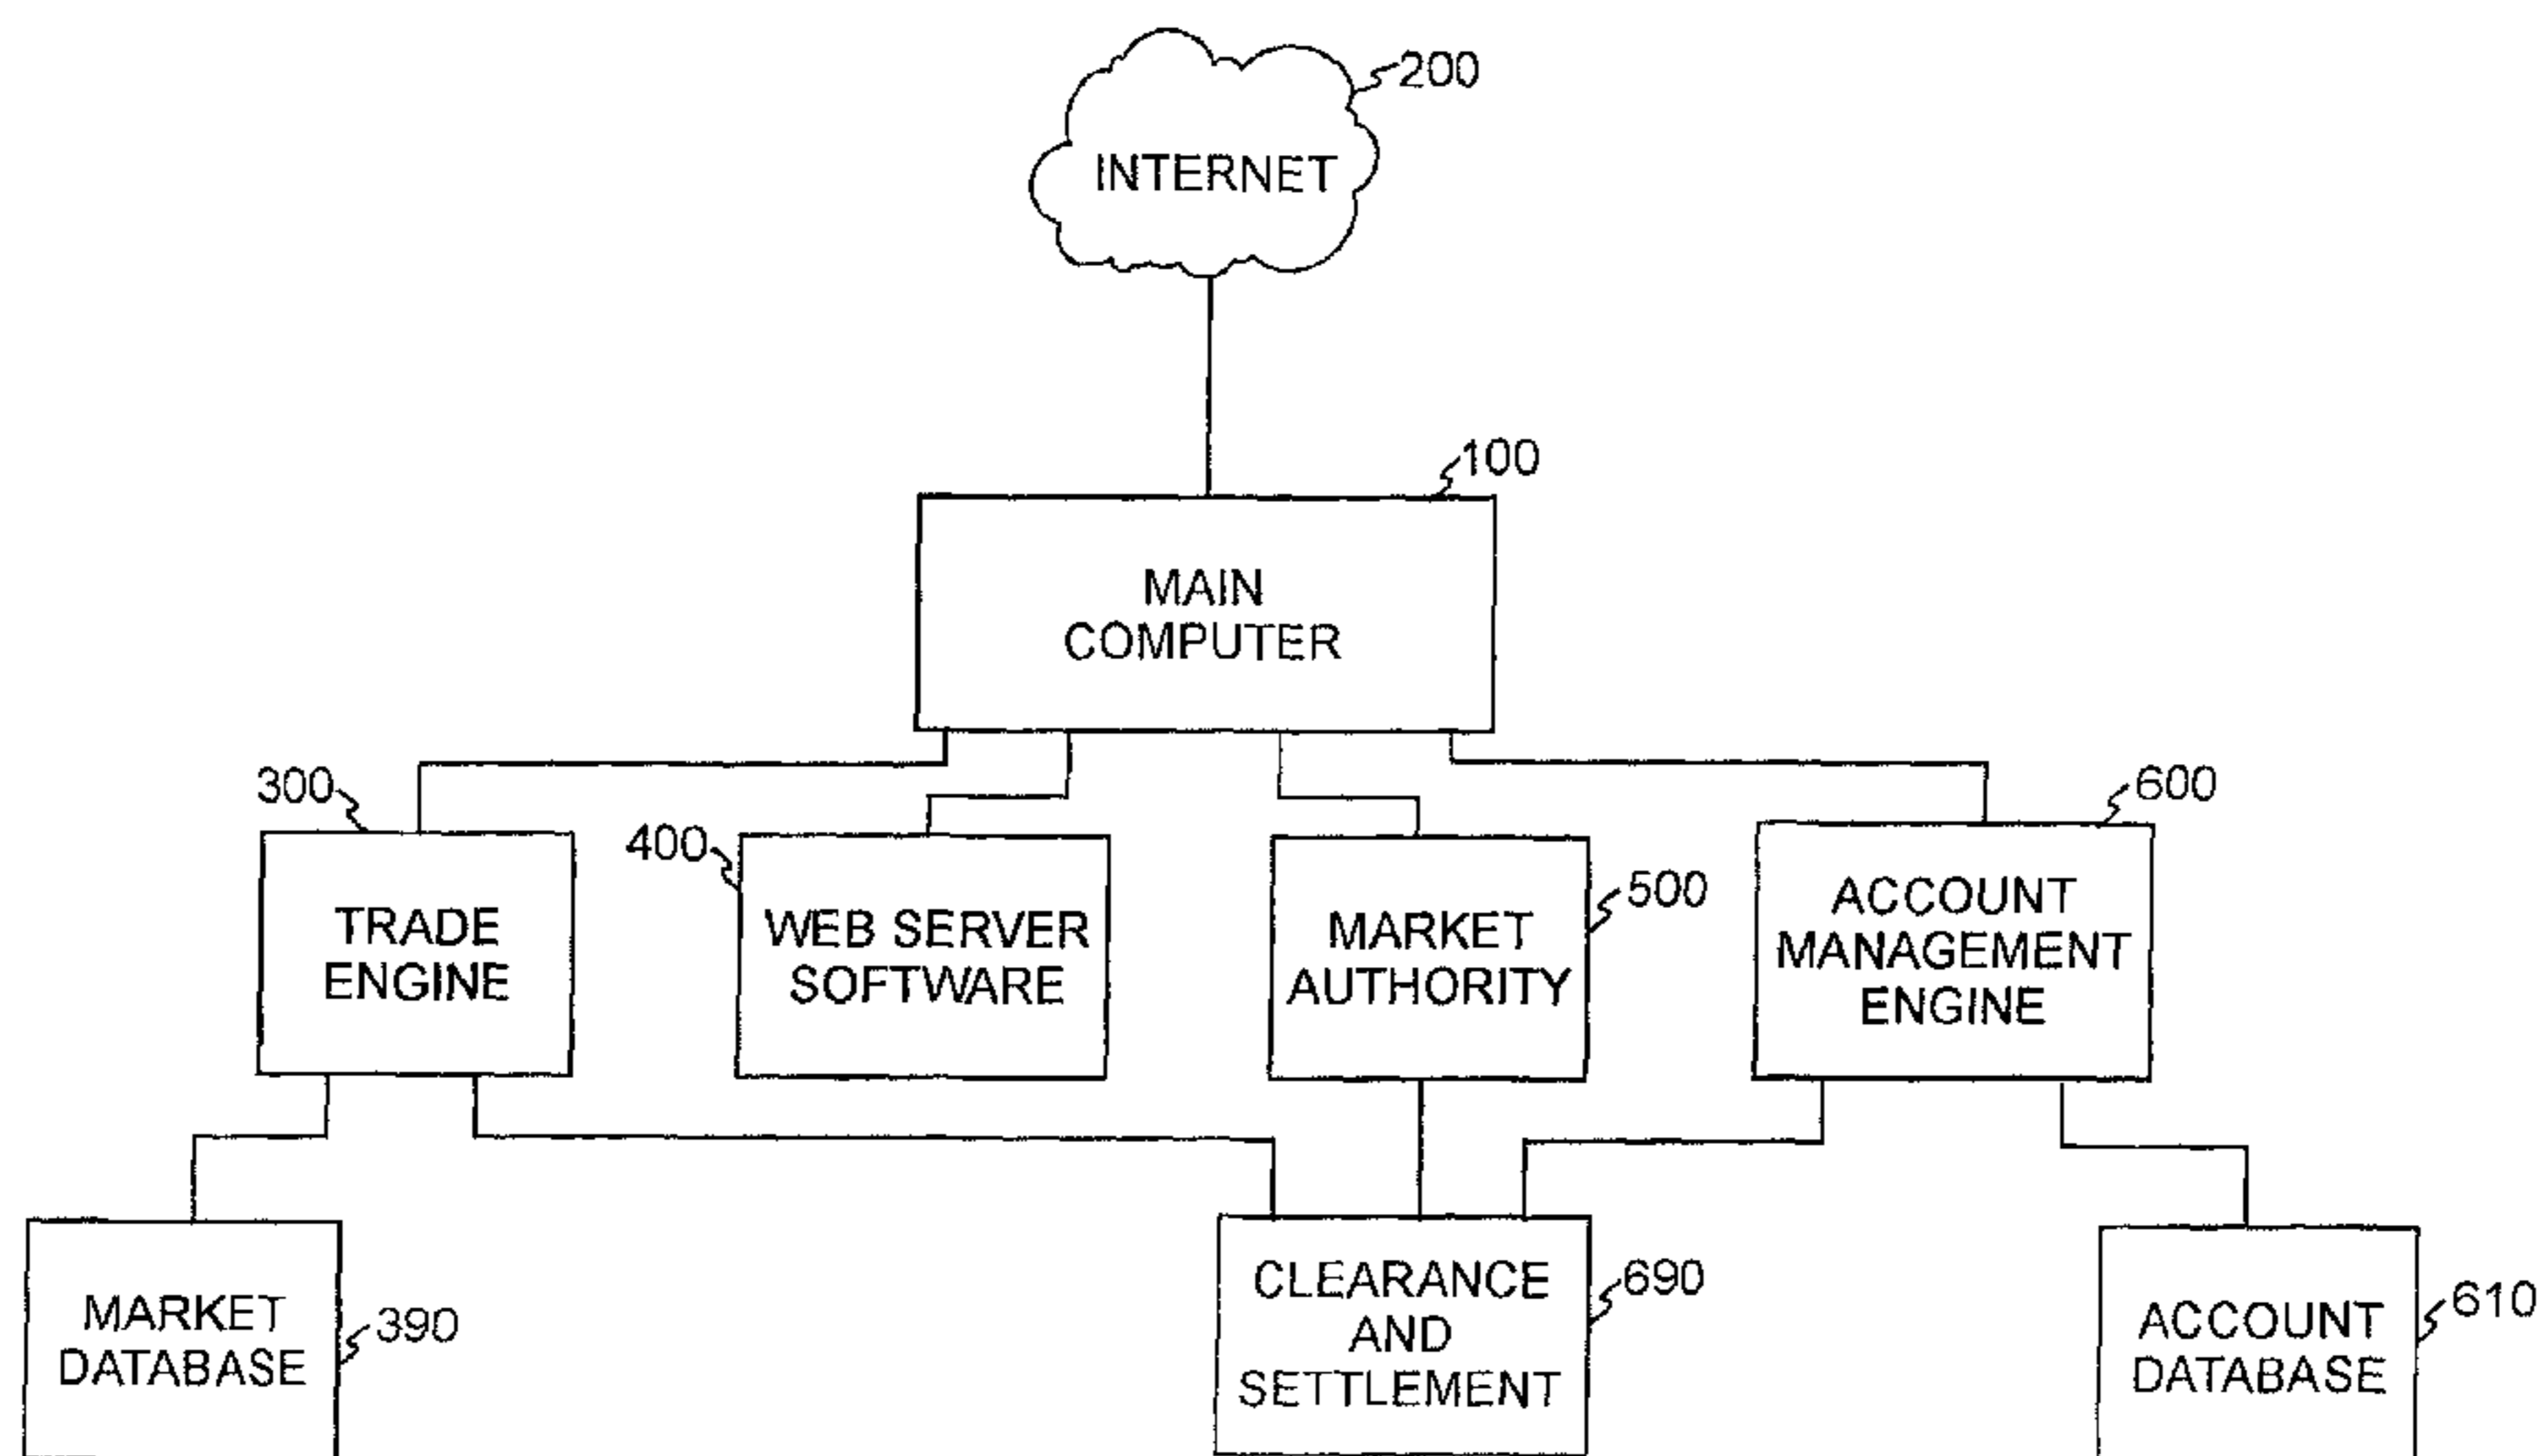 200
INTERNET
100
MAIN
COMPUTER
300
400
500
600
TRADE
ENGINE
WEB SERVER
SOFTWARE
MARKET
AUTHORITY
ACCOUNT
MANAGEMENT
ENGINE
MARKET
DATABASE
390
CLEARANCE
AND
SETTLEMENT
690
ACCOUNT
DATABASE
610